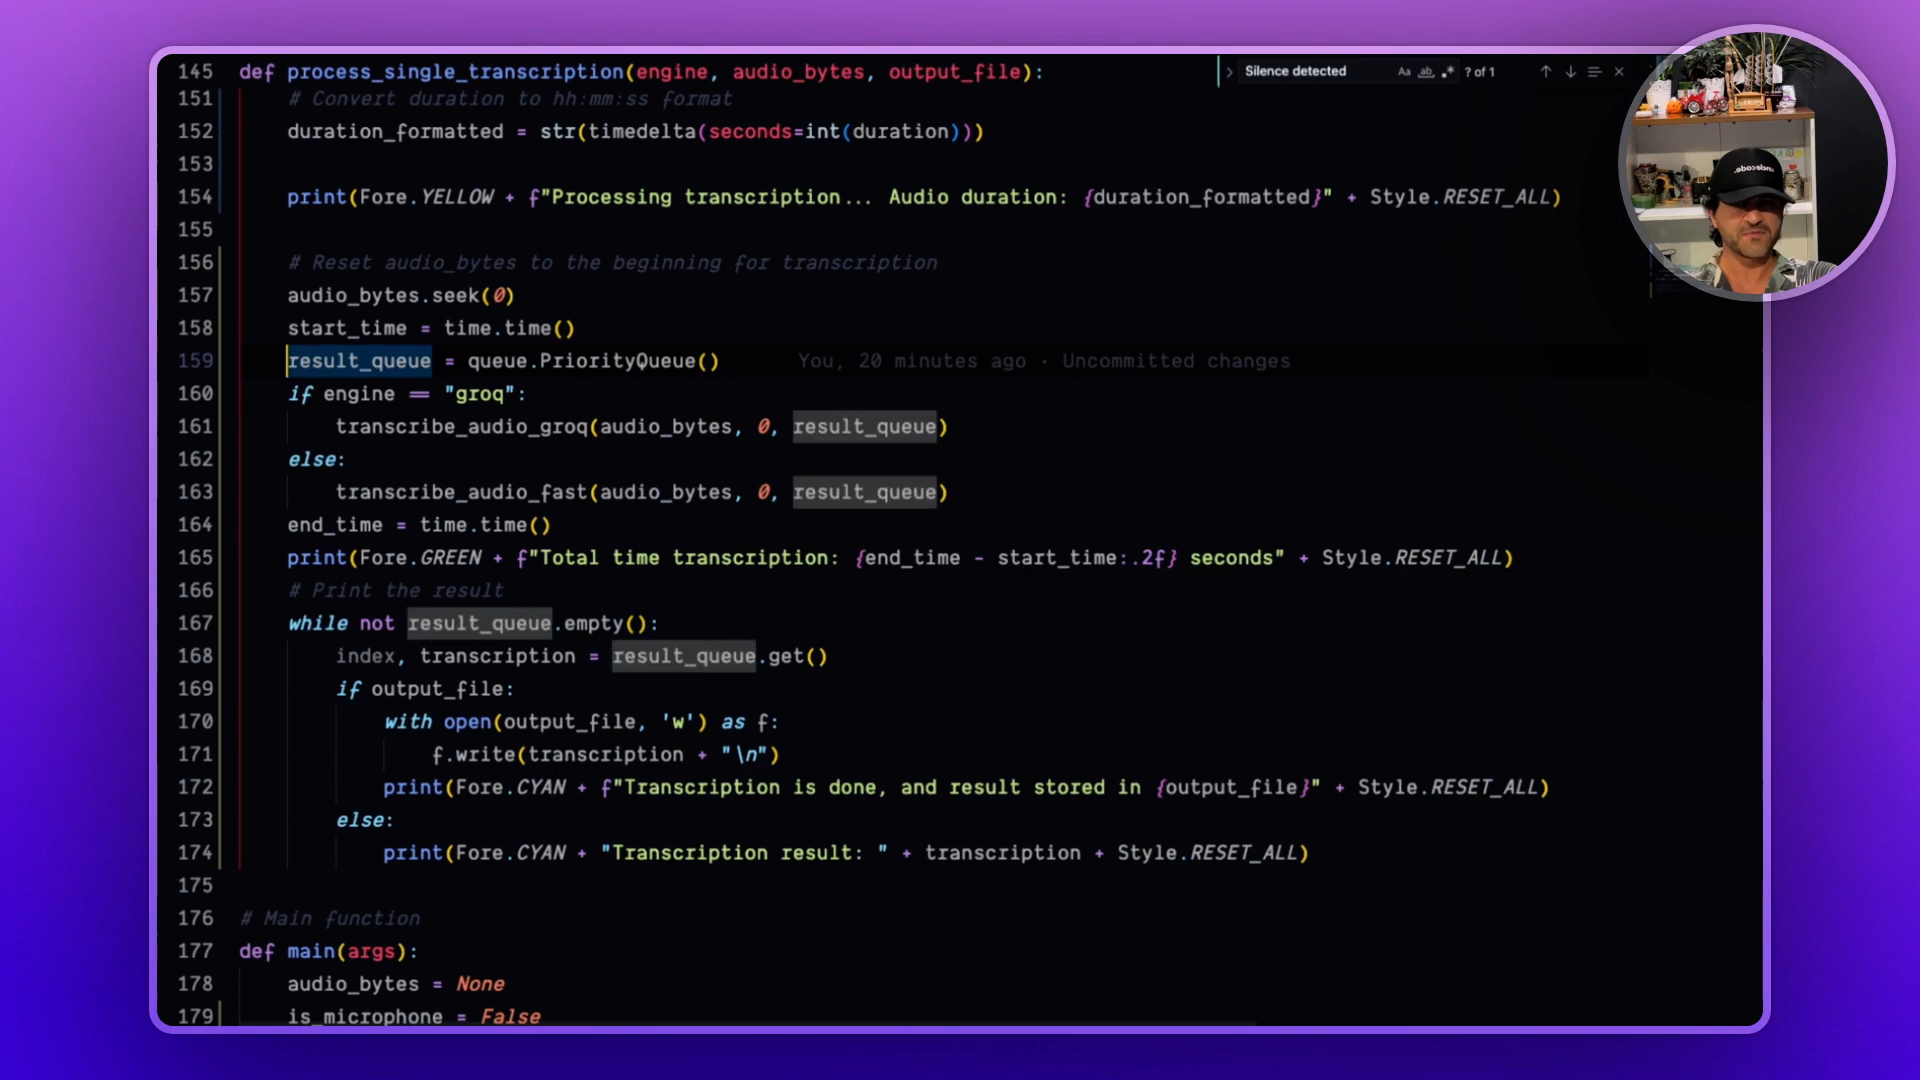 145 def process_single_transcription(engine, audio_bytes, output_file):
Silence detected Aa ab .* ? of 1
151 # Convert duration to hh:mm:ss format
152 duration_formatted = str(timedelta(seconds=int(duration)))
153
154 print(Fore.YELLOW + f"Processing transcription... Audio duration: {duration_formatted}" + Style.RESET_ALL)
155
156 # Reset audio_bytes to the beginning for transcription
157 audio_bytes.seek(0)
158 start_time = time.time()
159 result_queue = queue.PriorityQueue() You, 20 minutes ago · Uncommitted changes
160 if engine == "groq":
161 transcribe_audio_groq(audio_bytes, 0, result_queue)
162 else:
163 transcribe_audio_fast(audio_bytes, 0, result_queue)
164 end_time = time.time()
165 print(Fore.GREEN + f"Total time transcription: {end_time - start_time:.2f} seconds" + Style.RESET_ALL)
166 # Print the result
167 while not result_queue.empty():
168 index, transcription = result_queue.get()
169 if output_file:
170 with open(output_file, 'w') as f:
171 f.write(transcription + "\n")
172 print(Fore.CYAN + f"Transcription is done, and result stored in {output_file}" + Style.RESET_ALL)
173 else:
174 print(Fore.CYAN + "Transcription result: " + transcription + Style.RESET_ALL)
175
176 # Main function
177 def main(args):
178 audio_bytes = None
179 is_microphone = False